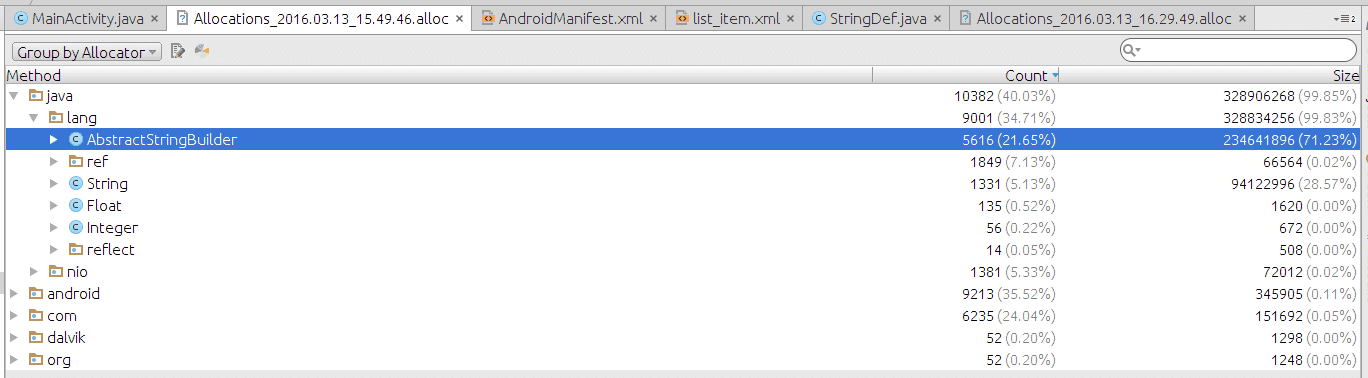 MainActivity.java × Allocations_2016.03.13_15.49.46.alloc × AndroidManifest.xml × list_item.xml × StringDef.java × Allocations_2016.03.13_16.29.49.alloc × 2
Group by Allocator
Method Count Size
java 10382 (40.03%) 328906268 (99.85%)
lang 9001 (34.71%) 328834256 (99.83%)
AbstractStringBuilder 5616 (21.65%) 234641896 (71.23%)
ref 1849 (7.13%) 66564 (0.02%)
String 1331 (5.13%) 94122996 (28.57%)
Float 135 (0.52%) 1620 (0.00%)
Integer 56 (0.22%) 672 (0.00%)
reflect 14 (0.05%) 508 (0.00%)
nio 1381 (5.33%) 72012 (0.02%)
android 9213 (35.52%) 345905 (0.11%)
com 6235 (24.04%) 151692 (0.05%)
dalvik 52 (0.20%) 1298 (0.00%)
org 52 (0.20%) 1248 (0.00%)